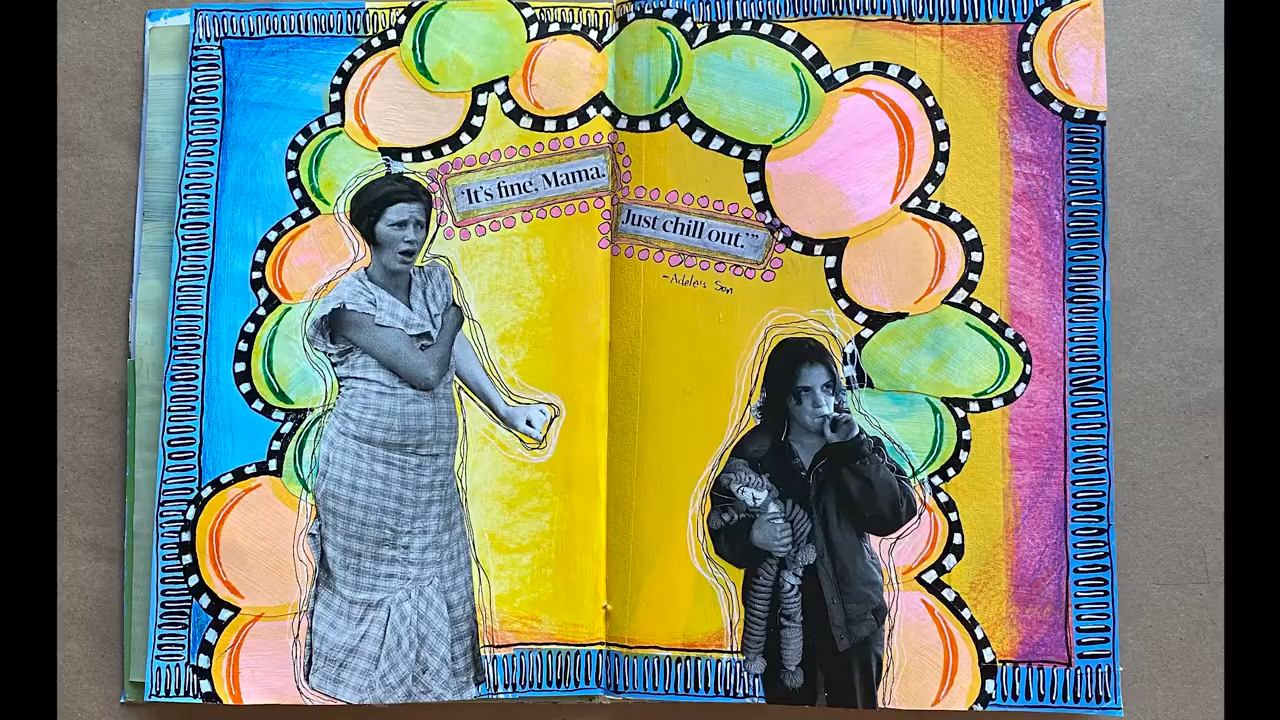 ‘It’s fine, Mama.
Just chill out.’”
-Adele's Son